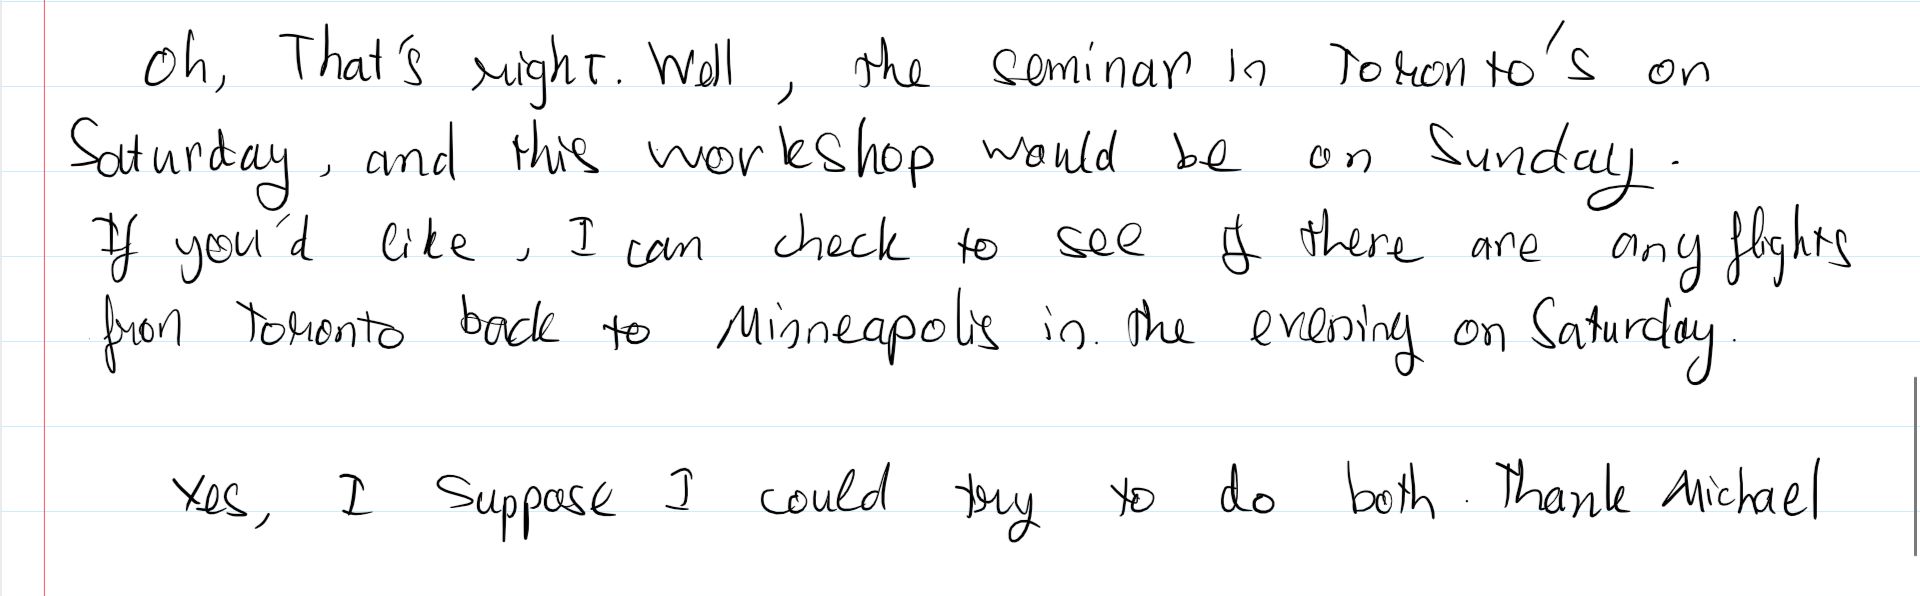 Oh, That's right. Well, the seminar in Toronto's on
Saturday, and this workshop would be on Sunday.
If you'd like, I can check to see if there are any flights
from Toronto back to Minneapolis in the evening on Saturday.
Yes, I suppose I could try to do both. Thank Michael